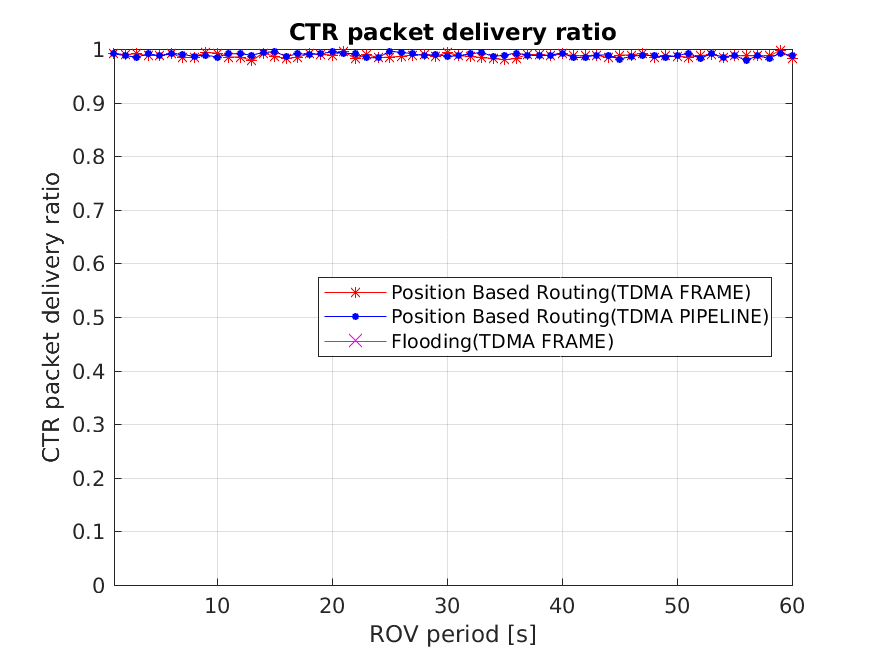 CTR packet delivery ratio
1
0.9
0.8
0.7
0.6
0.5
0.4
0.3
0.2
0.1
0
CTR packet delivery ratio
Position Based Routing(TDMA FRAME)
Position Based Routing(TDMA PIPELINE)
Flooding(TDMA FRAME)
10 20 30 40 50 60
ROV period [s]